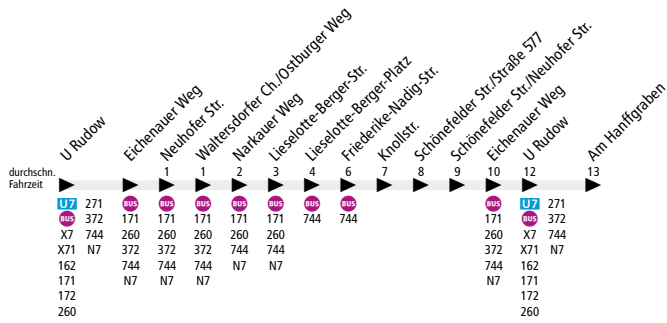 U Rudow
Eichenauer Weg
Neuhofer Str.
Waltersdorfer Ch./Ostburger Weg
Narkauer Weg
Lieselotte-Berger-Str.
Lieselotte-Berger-Platz
Friederike-Nadig-Str.
Knollstr.
Schönefelder Str./Straße 577
Schönefelder Str./Neuhofer Str.
Eichenauer Weg
U Rudow
Am Hanffgraben
durchschn. 1 1 2 3 4 6 7 8 9 10 12 13
Fahrzeit
U7 271 BUS BUS BUS BUS BUS BUS BUS BUS U7 271
BUS 372 171 171 171 171 171 744 744 171 BUS 372
X7 744 260 260 260 260 260 260 X7 744
X71 N7 372 372 372 744 744 372 X71 N7
162 744 744 744 N7 N7 744 162
171 N7 N7 N7 N7 171
172 172
260 260